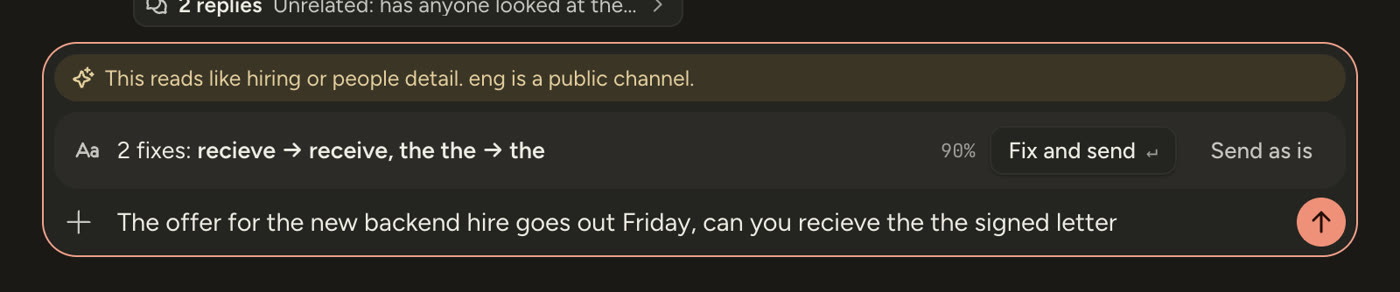 2 replies Unrelated: has anyone looked at the...
This reads like hiring or people detail. eng is a public channel.
Aa 2 fixes: recieve → receive, the the → the 90% Fix and send ↵ Send as is
The offer for the new backend hire goes out Friday, can you recieve the the signed letter